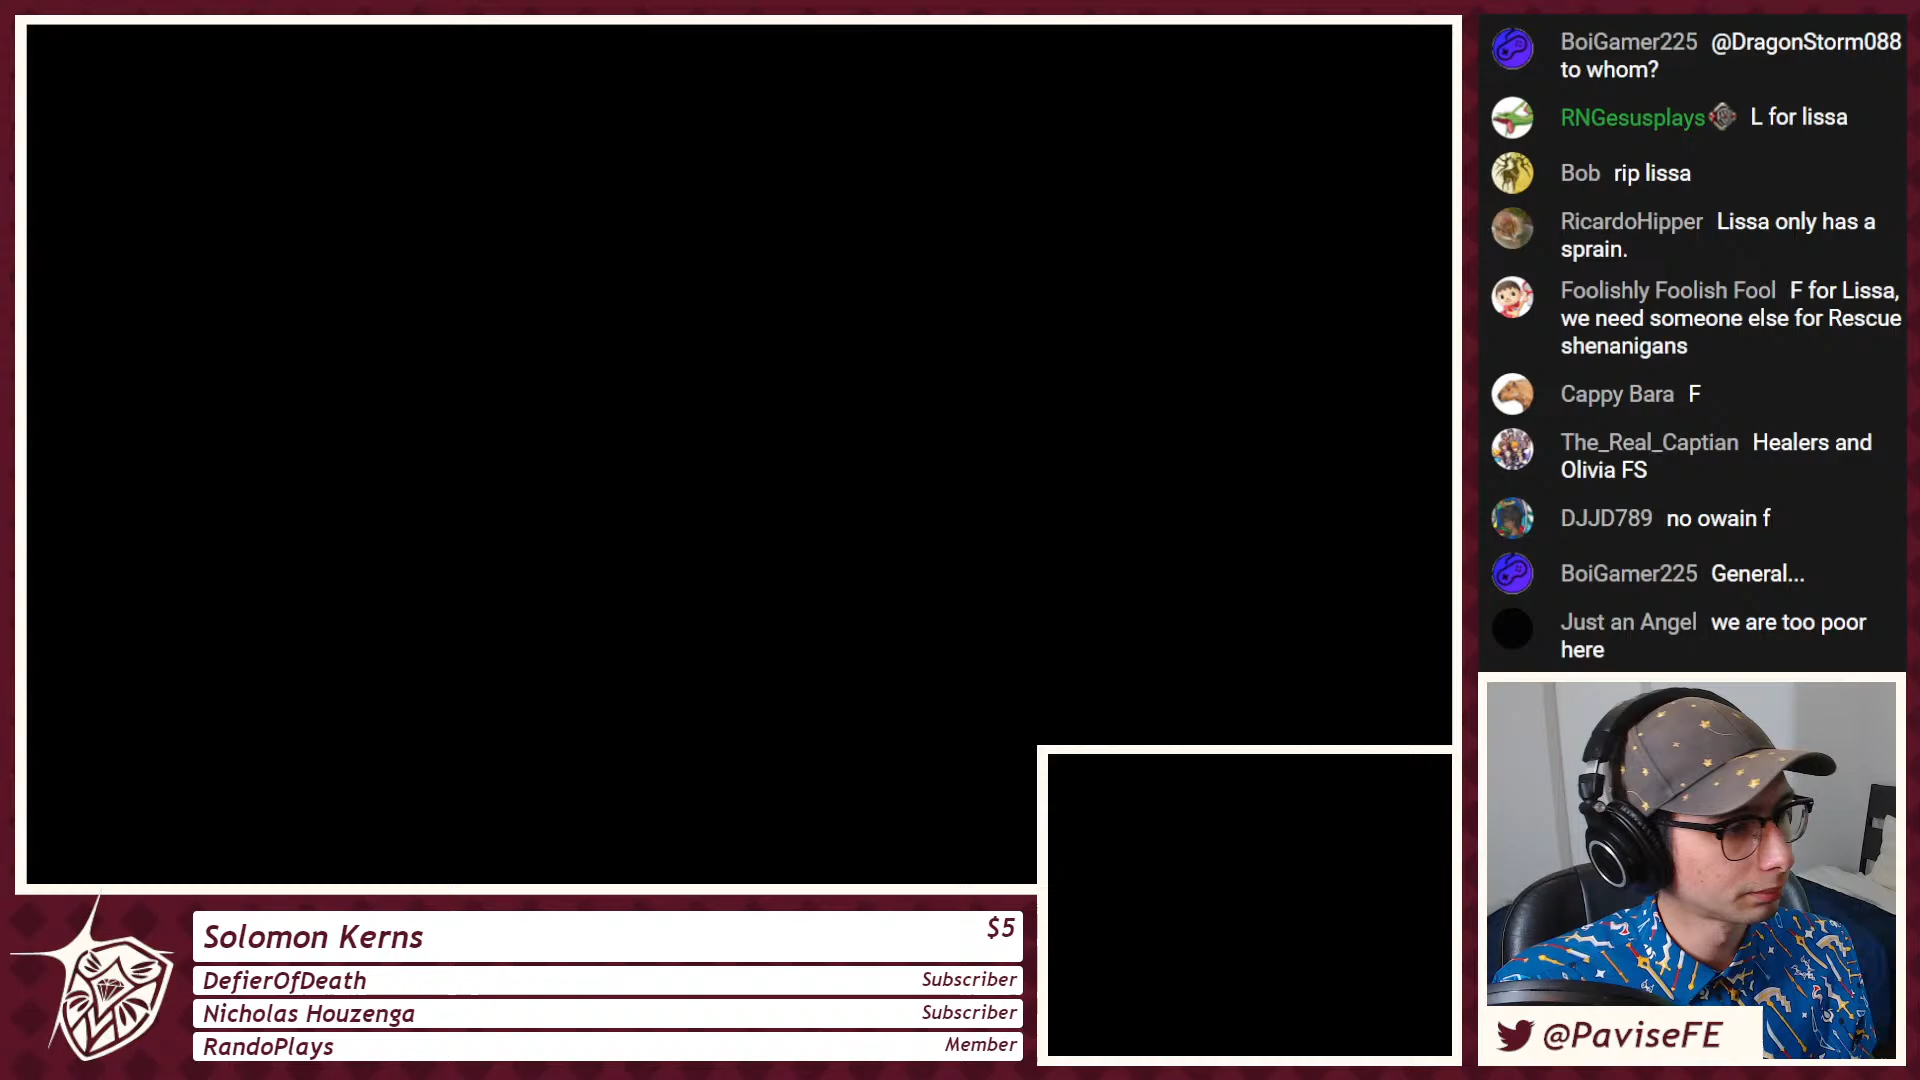 BoiGamer225 @DragonStorm088
to whom?
RNGesusplays L for lissa
Bob rip lissa
RicardoHipper Lissa only has a
sprain.
Foolishly Foolish Fool F for Lissa,
we need someone else for Rescue
shenanigans
Cappy Bara F
The_Real_Captian Healers and
Olivia FS
DJJD789 no owain f
BoiGamer225 General...
Just an Angel we are too poor
here
Solomon Kerns $5
DefierOfDeath Subscriber
Nicholas Houzenga Subscriber
RandoPlays Member
@PaviseFE